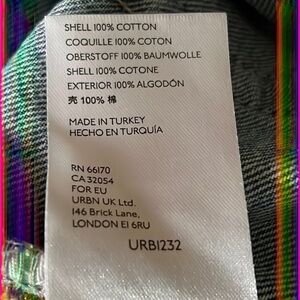 SHELL 100% COTTON
COQUILLE 100% COTON
OBERSTOFF 100% BAUMWOLLE
SHELL 100% COTONE
EXTERIOR 100% ALGODÓN
売 100% 棉
MADE IN TURKEY
HECHO EN TURQUÍA
RN 66170
CA 32054
FOR EU
URBN UK Ltd.
146 Brick Lane,
LONDON E1 6RU
URB1232